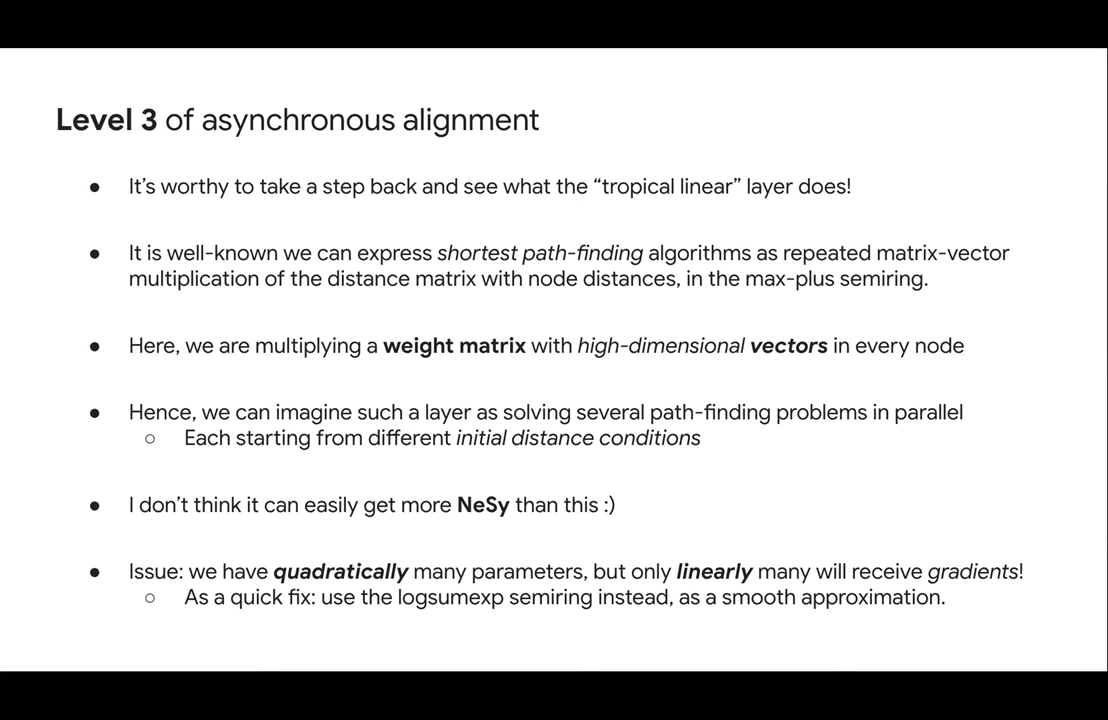 Level 3 of asynchronous alignment
● It’s worthy to take a step back and see what the “tropical linear” layer does!
● It is well-known we can express shortest path-finding algorithms as repeated matrix-vector
multiplication of the distance matrix with node distances, in the max-plus semiring.
● Here, we are multiplying a weight matrix with high-dimensional vectors in every node
● Hence, we can imagine such a layer as solving several path-finding problems in parallel
○ Each starting from different initial distance conditions
● I don’t think it can easily get more NeSy than this :)
● Issue: we have quadratically many parameters, but only linearly many will receive gradients!
○ As a quick fix: use the logsumexp semiring instead, as a smooth approximation.